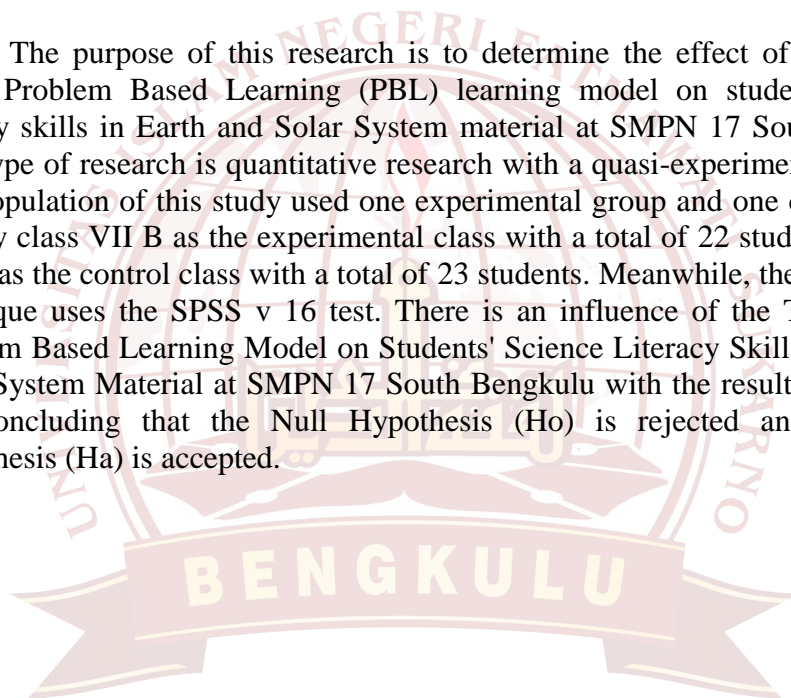 The purpose of this research is to determine the effect of
Problem Based Learning (PBL) learning model on stude
y skills in Earth and Solar System material at SMPN 17 Sou
ype of research is quantitative research with a quasi-experimen
opulation of this study used one experimental group and one c
y class VII B as the experimental class with a total of 22 stud
as the control class with a total of 23 students. Meanwhile, the
que uses the SPSS v 16 test. There is an influence of the T
m Based Learning Model on Students' Science Literacy Skill
System Material at SMPN 17 South Bengkulu with the result
oncluding that the Null Hypothesis (Ho) is rejected an
hesis (Ha) is accepted.
UNIVERSITAS ISLAM NEGERI FATMAWATI SUKARNO
BENGKULU